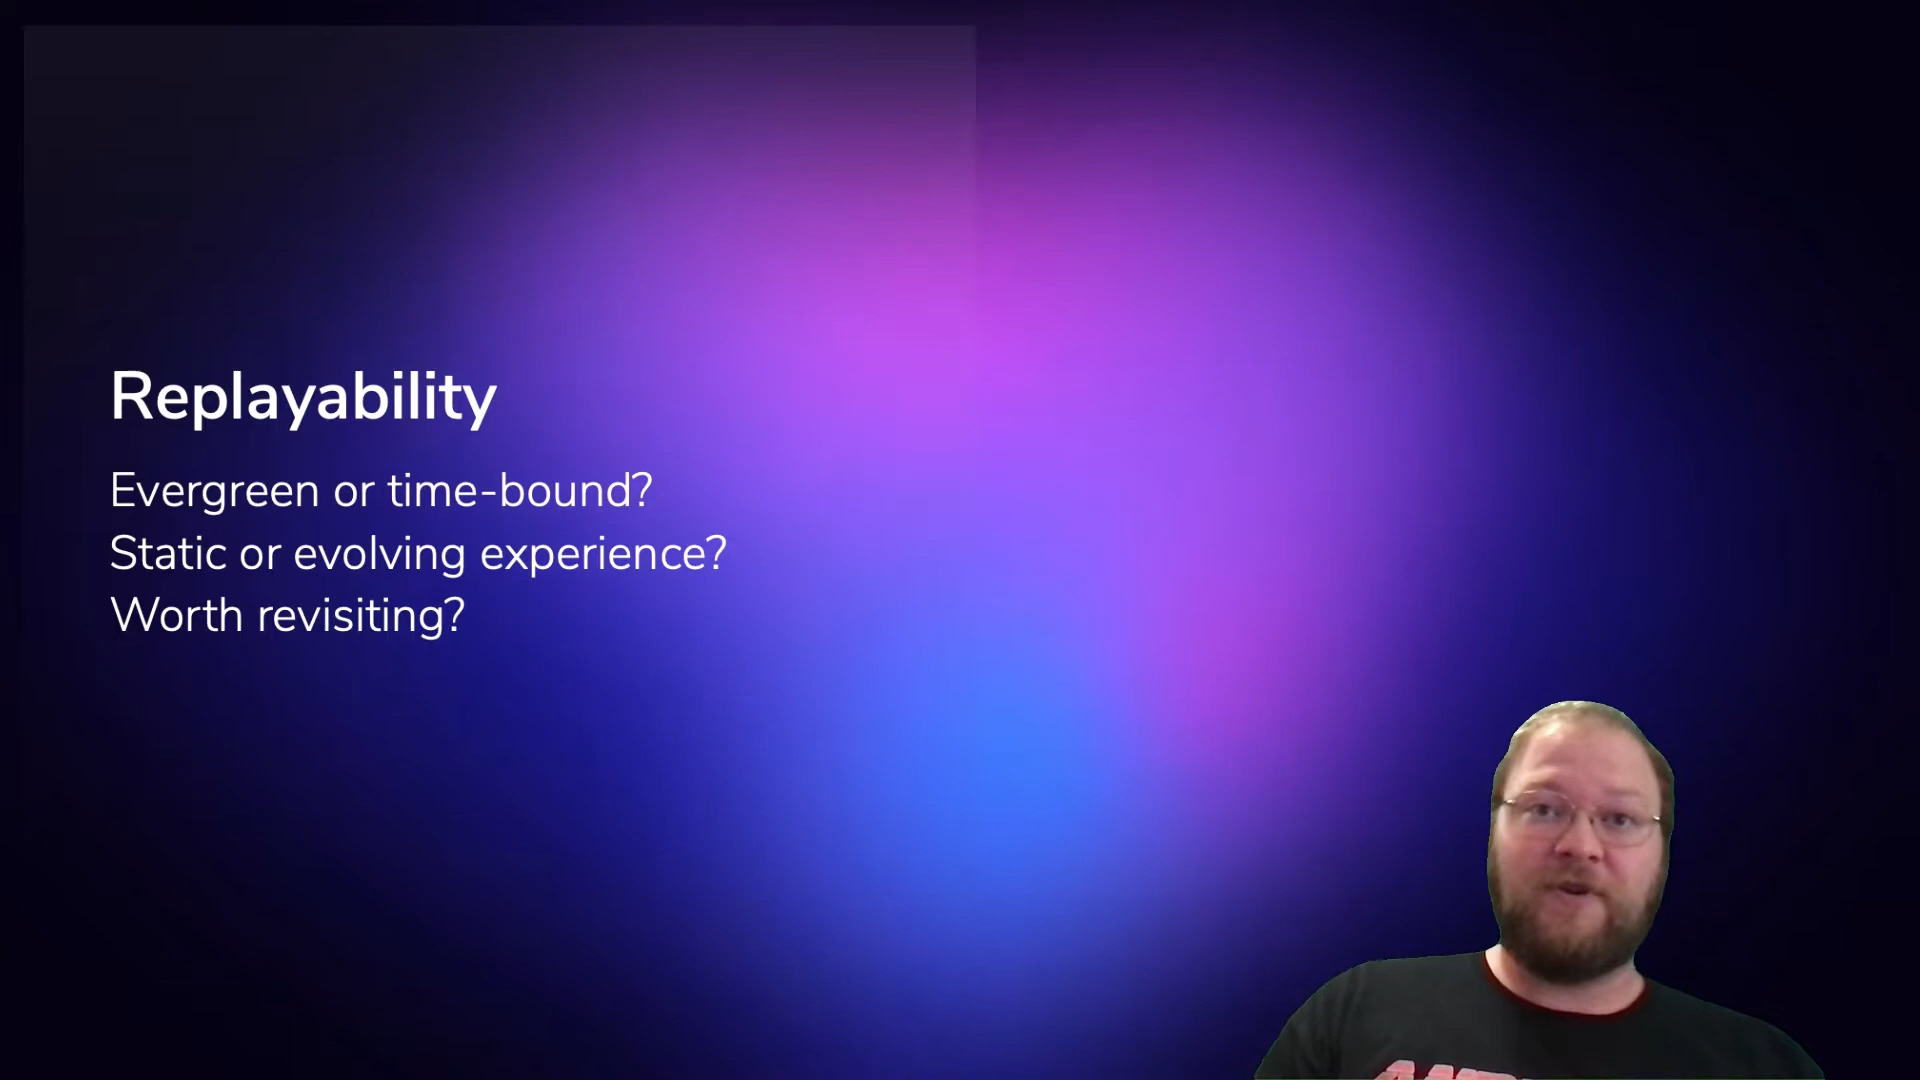 Replayability
Evergreen or time-bound?
Static or evolving experience?
Worth revisiting?